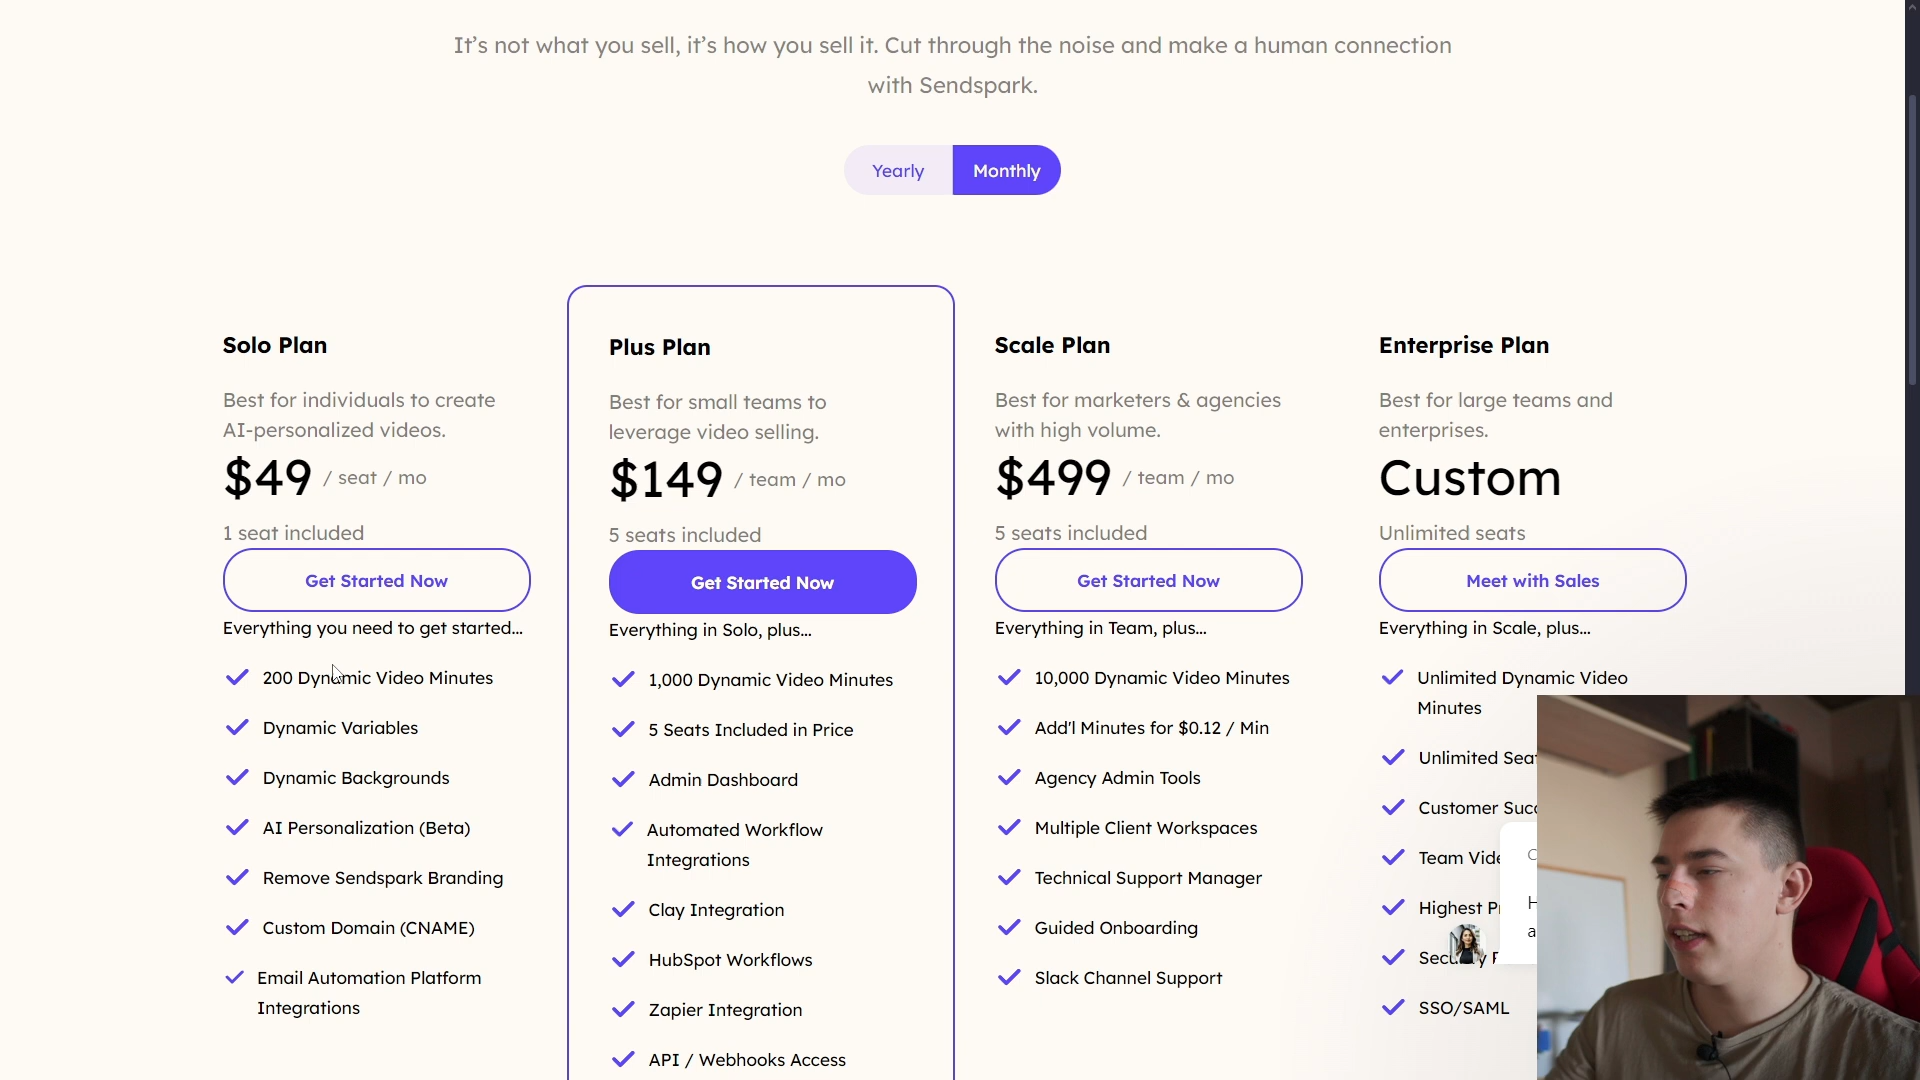 It’s not what you sell, it’s how you sell it. Cut through the noise and make a human connection
with Sendspark.
Yearly
Monthly
Solo Plan
Best for individuals to create
AI-personalized videos.
$49 / seat / mo
1 seat included
Get Started Now
Everything you need to get started...
200 Dynamic Video Minutes
Dynamic Variables
Dynamic Backgrounds
AI Personalization (Beta)
Remove Sendspark Branding
Custom Domain (CNAME)
Email Automation Platform
Integrations
Plus Plan
Best for small teams to
leverage video selling.
$149 / team / mo
5 seats included
Get Started Now
Everything in Solo, plus...
1,000 Dynamic Video Minutes
5 Seats Included in Price
Admin Dashboard
Automated Workflow
Integrations
Clay Integration
HubSpot Workflows
Zapier Integration
API / Webhooks Access
Scale Plan
Best for marketers & agencies
with high volume.
$499 / team / mo
5 seats included
Get Started Now
Everything in Team, plus...
10,000 Dynamic Video Minutes
Add'l Minutes for $0.12 / Min
Agency Admin Tools
Multiple Client Workspaces
Technical Support Manager
Guided Onboarding
Slack Channel Support
Enterprise Plan
Best for large teams and
enterprises.
Custom
Unlimited seats
Meet with Sales
Everything in Scale, plus...
Unlimited Dynamic Video
Minutes
Unlimited
Customer
Team
Highest
SSO/SAML